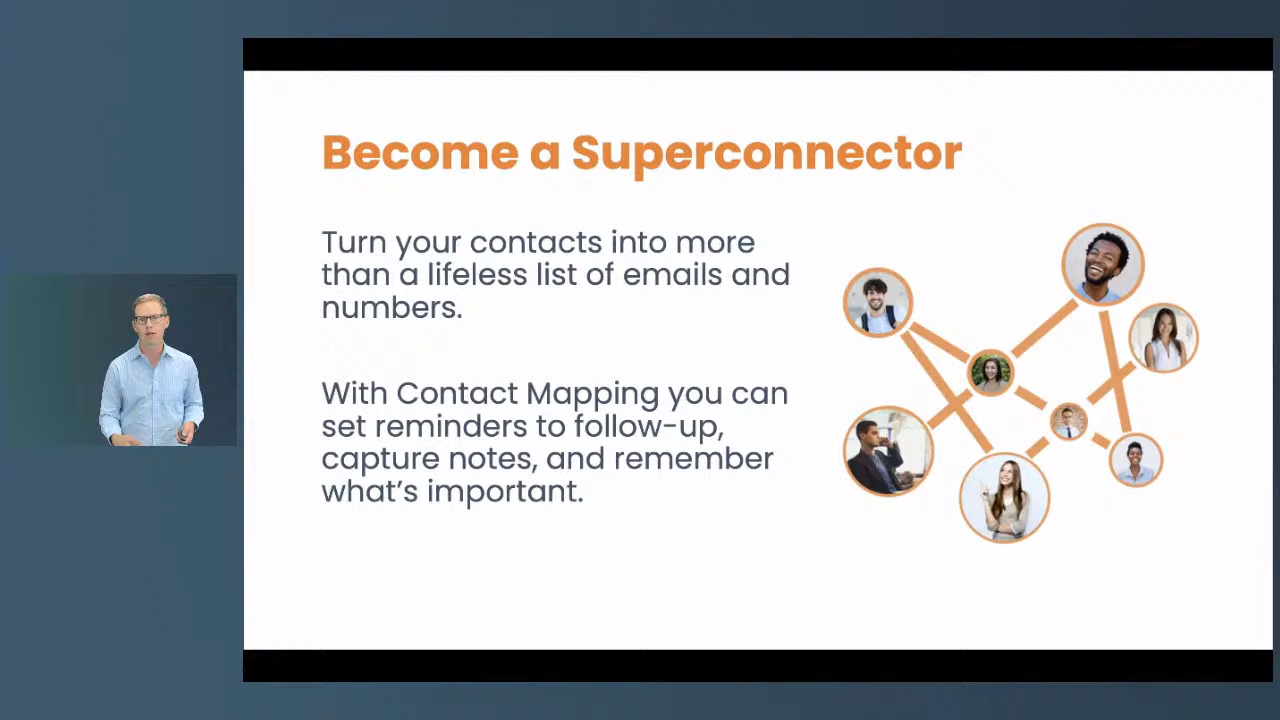 Become a Superconnector
Turn your contacts into more
than a lifeless list of emails and
numbers.
With Contact Mapping you can
set reminders to follow-up,
capture notes, and remember
what's important.